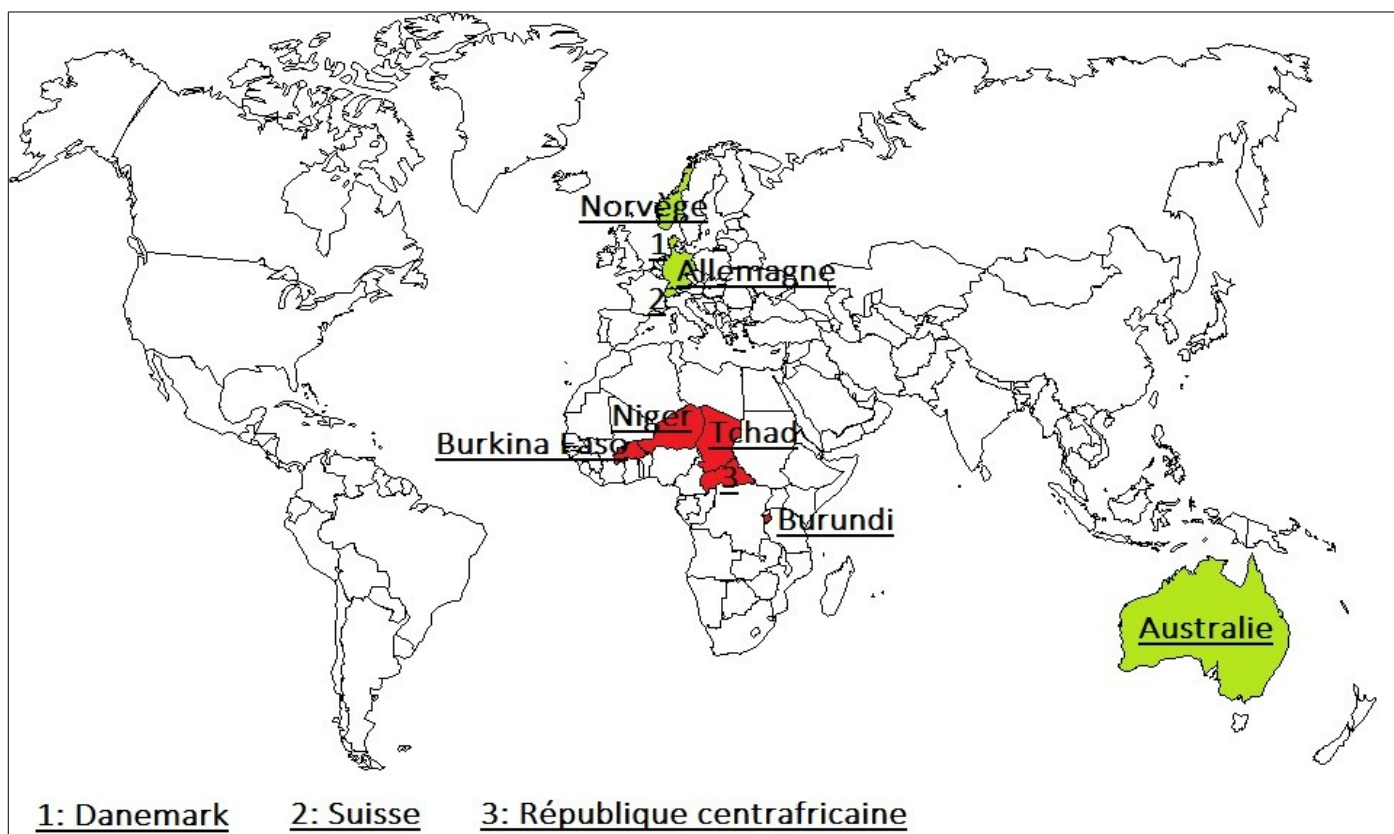 Norvège
1
Allemagne
2
Niger
Tchad
Burkina Faso
3
Burundi
Australie
1: Danemark 2: Suisse 3: République centrafricaine